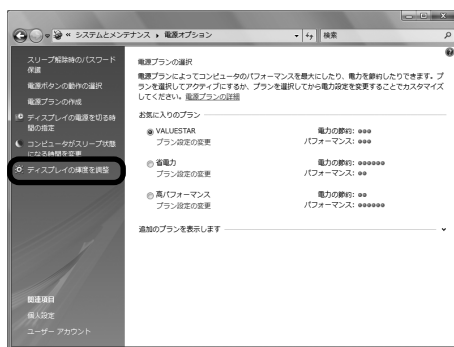 « システムとメンテナンス ▸ 電源オプション
検索
スリープ解除時のパスワード
保護
電源ボタンの動作の選択
電源プランの作成
ディスプレイの電源を切る時
間の指定
コンピュータがスリープ状態
になる時間を変更
ディスプレイの輝度を調整
関連項目
個人設定
ユーザー アカウント
電源プランの選択
電源プランによってコンピュータのパフォーマンスを最大にしたり、電力を節約したりできます。プ
ランを選択してアクティブにするか、プランを選択してから電力設定を変更することでカスタマイズ
してください。電源プランの詳細
お気に入りのプラン
VALUESTAR 電力の節約:
プラン設定の変更 パフォーマンス:
省電力 電力の節約:
プラン設定の変更 パフォーマンス:
高パフォーマンス 電力の節約:
プラン設定の変更 パフォーマンス:
追加のプランを表示します